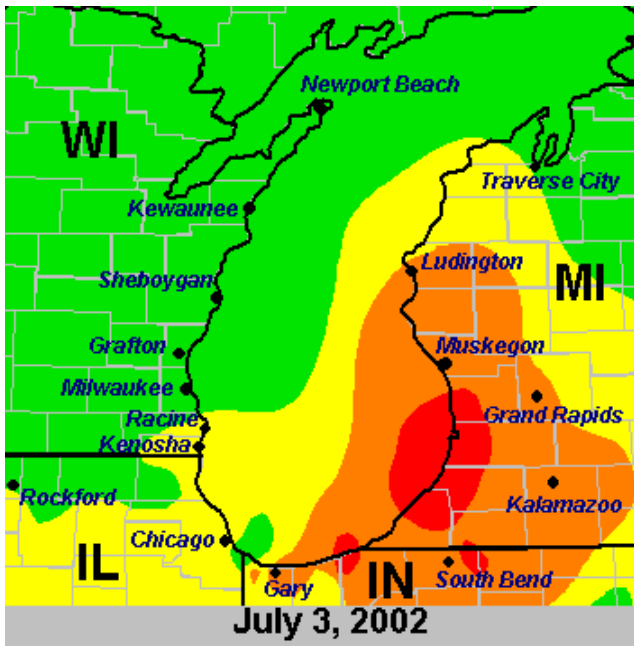 Newport Beach
WI
Traverse City
Kewaunee
Ludington
Sheboygan
MI
Grafton
Muskegon
Milwaukee
Grand Rapids
Racine
Kenosha
Rockford
Kalamazoo
Chicago
IL
IN
South Bend
Gary
July 3, 2002